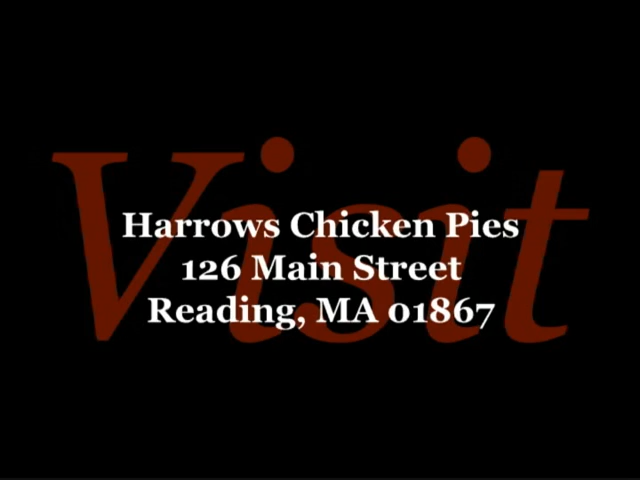 Visit
Harrows Chicken Pies
126 Main Street
Reading, MA 01867